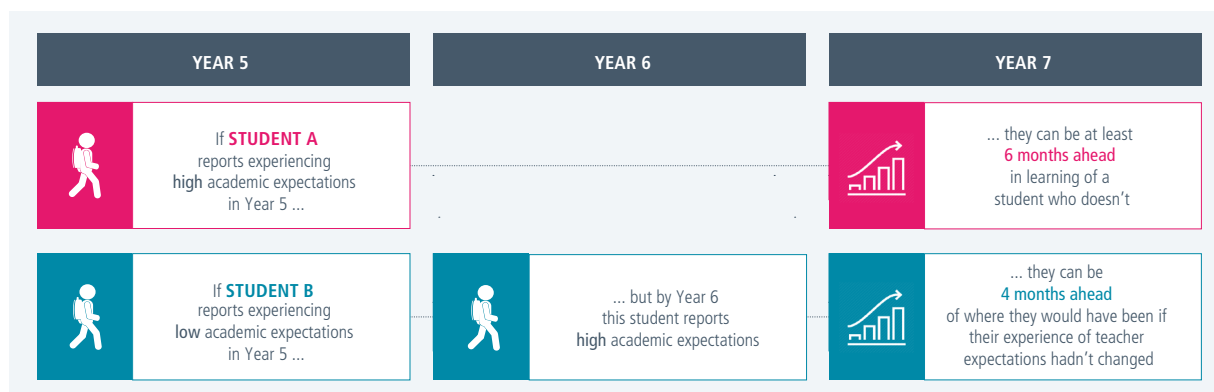 YEAR 5
YEAR 6
YEAR 7
If STUDENT A
reports experiencing
high academic expectations
in Year 5 ...
... they can be at least
6 months ahead
in learning of a
student who doesn’t
If STUDENT B
reports experiencing
low academic expectations
in Year 5 ...
... but by Year 6
this student reports
high academic expectations
... they can be
4 months ahead
of where they would have been if
their experience of teacher
expectations hadn’t changed